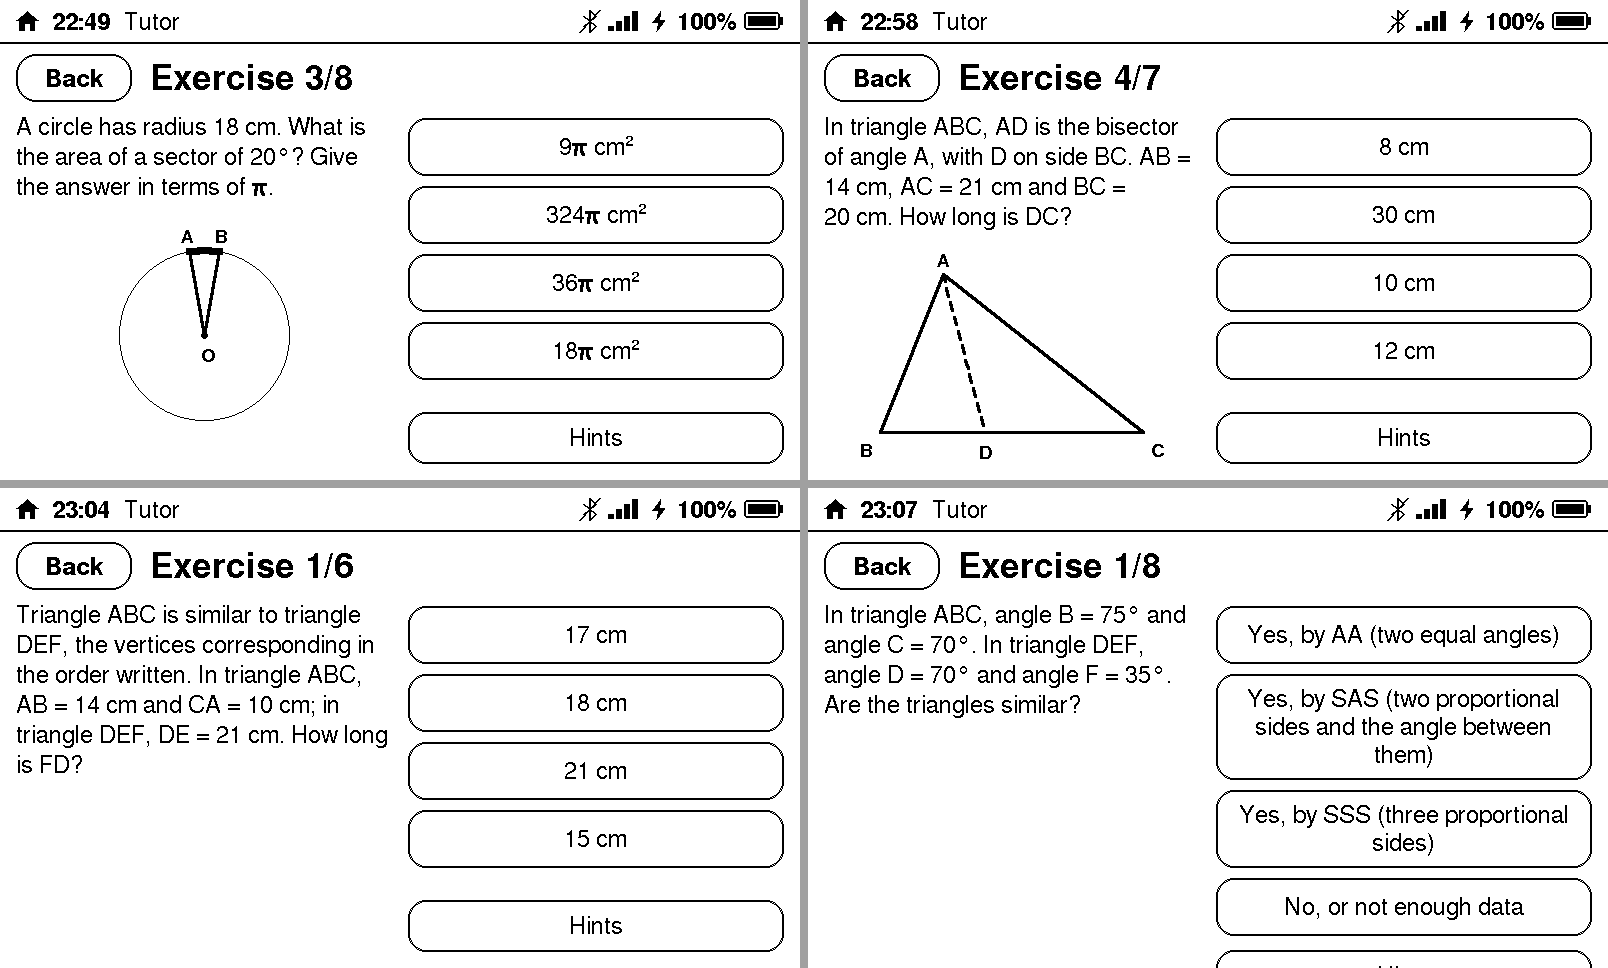 22:49 Tutor 100%
Back Exercise 3/8
A circle has radius 18 cm. What is
the area of a sector of 20°? Give
the answer in terms of π.
A B
O
9π cm²
324π cm²
36π cm²
18π cm²
Hints
22:58 Tutor 100%
Back Exercise 4/7
In triangle ABC, AD is the bisector
of angle A, with D on side BC. AB =
14 cm, AC = 21 cm and BC =
20 cm. How long is DC?
A
B D C
8 cm
30 cm
10 cm
12 cm
Hints
23:04 Tutor 100%
Back Exercise 1/6
Triangle ABC is similar to triangle
DEF, the vertices corresponding in
the order written. In triangle ABC,
AB = 14 cm and CA = 10 cm; in
triangle DEF, DE = 21 cm. How long
is FD?
17 cm
18 cm
21 cm
15 cm
Hints
23:07 Tutor 100%
Back Exercise 1/8
In triangle ABC, angle B = 75° and
angle C = 70°. In triangle DEF,
angle D = 70° and angle F = 35°.
Are the triangles similar?
Yes, by AA (two equal angles)
Yes, by SAS (two proportional
sides and the angle between
them)
Yes, by SSS (three proportional
sides)
No, or not enough data